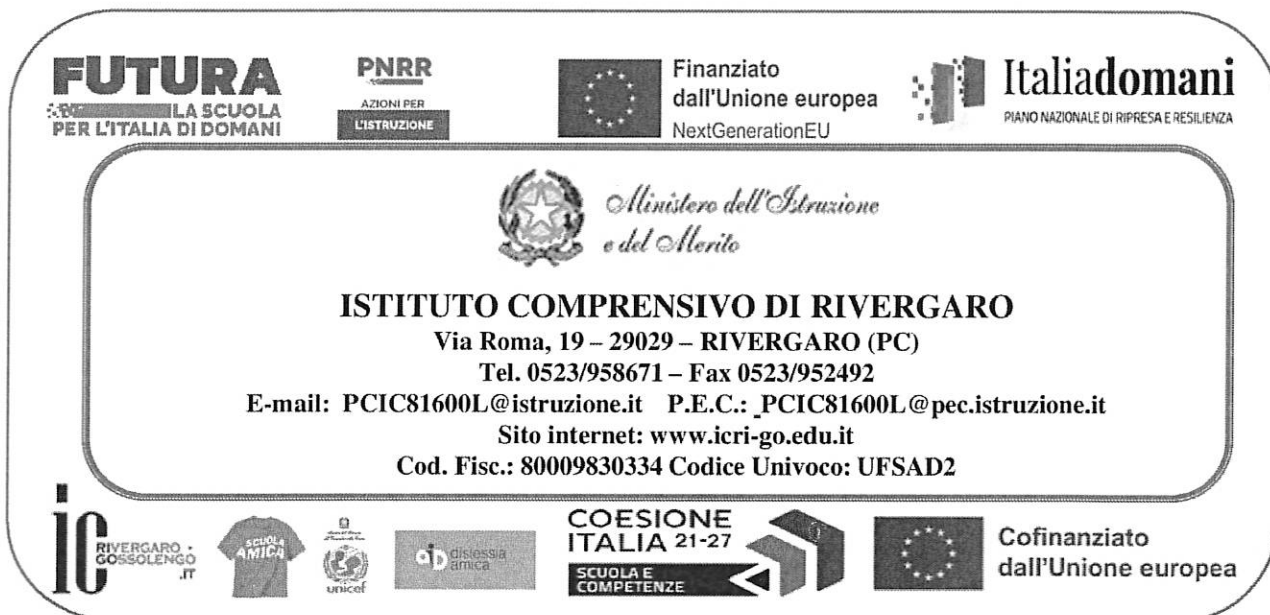 FUTURA
LA SCUOLA
PER L'ITALIA DI DOMANI
PNRR
AZIONI PER
L'ISTRUZIONE
Finanziato
dall'Unione europea
NextGenerationEU
Italiadomani
PIANO NAZIONALE DI RIPRESA E RESILIENZA
Ministero dell'Istruzione
e del Merito
ISTITUTO COMPRENSIVO DI RIVERGARO
Via Roma, 19 – 29029 – RIVERGARO (PC)
Tel. 0523/958671 – Fax 0523/952492
E-mail: PCIC81600L@istruzione.it P.E.C.: PCIC81600L@pec.istruzione.it
Sito internet: www.icri-go.edu.it
Cod. Fisc.: 80009830334 Codice Univoco: UFSAD2
ic
RIVERGARO •
GOSSOLENGO
.IT
SCUOLA
AMICA
unicef
aiD dislessia
amica
COESIONE
ITALIA 21-27
SCUOLA E
COMPETENZE
Cofinanziato
dall'Unione europea